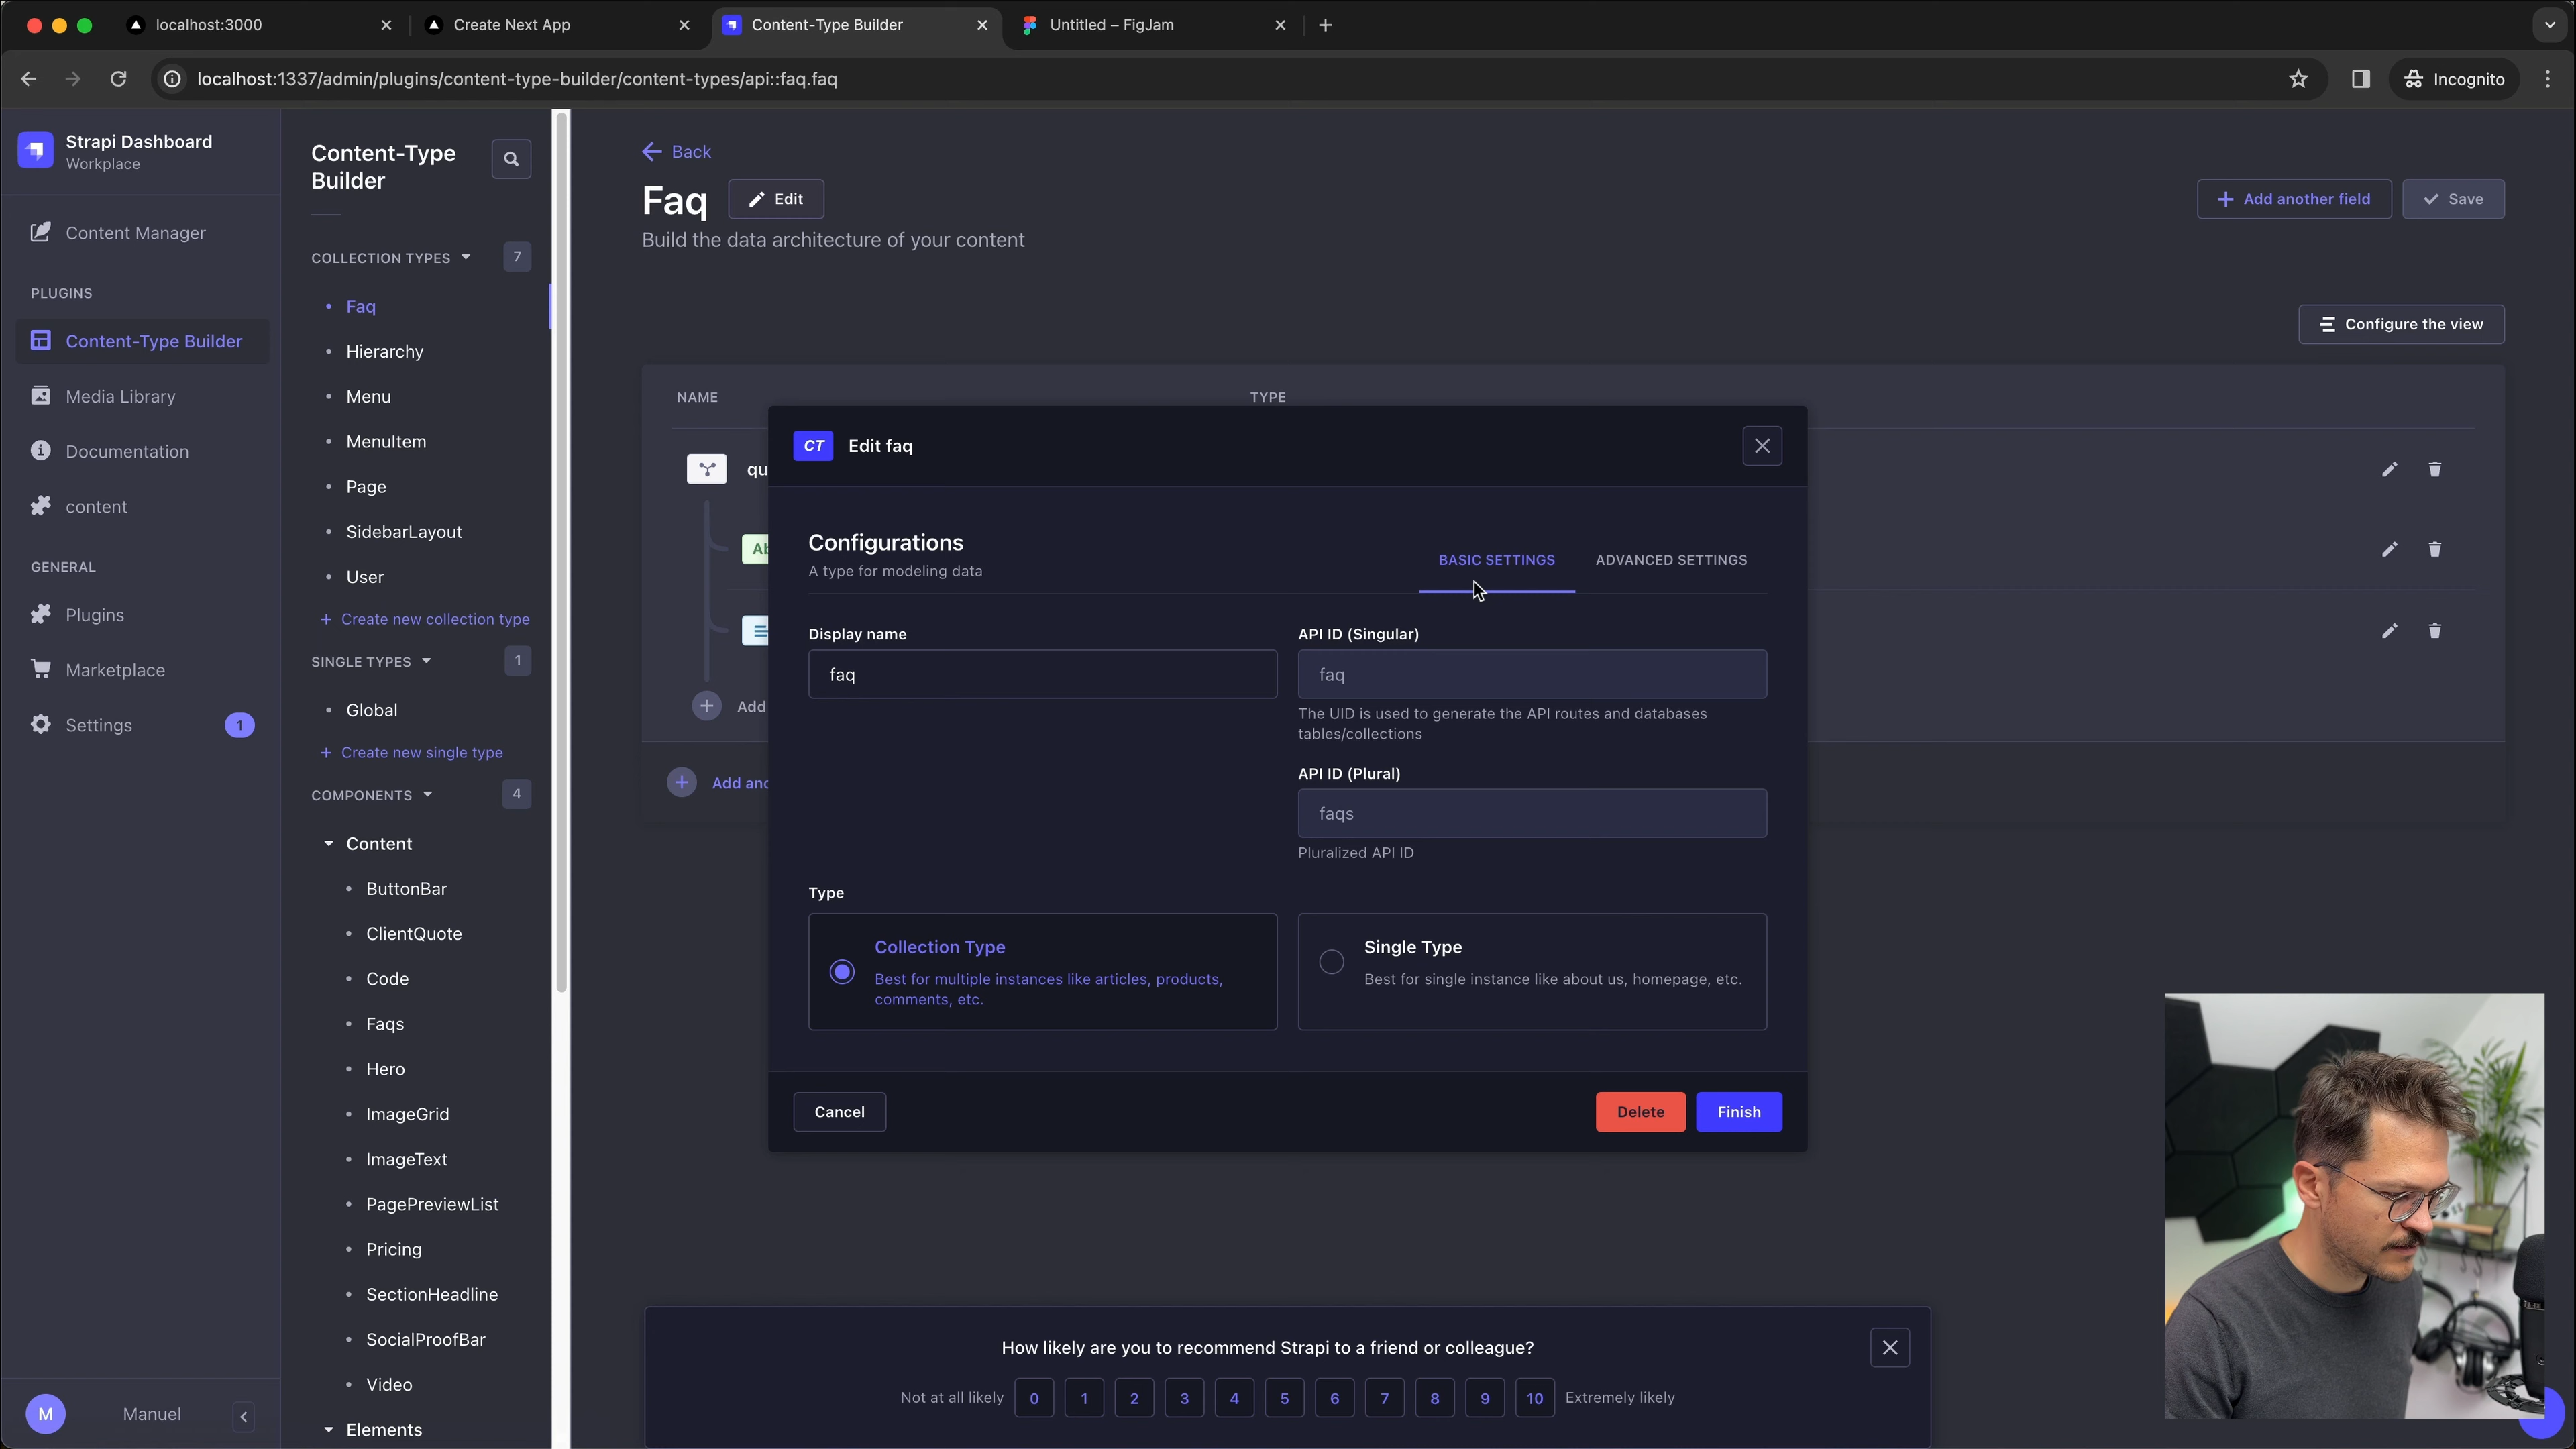 localhost:3000
Create Next App
Content-Type Builder
Untitled – FigJam
localhost:1337/admin/plugins/content-type-builder/content-types/api::faq.faq
Incognito
Strapi Dashboard
Workplace
Content Manager
PLUGINS
Content-Type Builder
Media Library
Documentation
content
GENERAL
Plugins
Marketplace
Settings
1
M
Manuel
Content-Type
Builder
COLLECTION TYPES
7
Faq
Hierarchy
Menu
MenuItem
Page
SidebarLayout
User
+ Create new collection type
SINGLE TYPES
1
Global
+ Create new single type
COMPONENTS
4
Content
ButtonBar
ClientQuote
Code
Faqs
Hero
ImageGrid
ImageText
PagePreviewList
Pricing
SectionHeadline
SocialProofBar
Video
Elements
Back
Faq
Edit
Build the data architecture of your content
Add another field
Save
Configure the view
NAME
TYPE
qu
Ab
Add
Add ano
CT
Edit faq
Configurations
A type for modeling data
BASIC SETTINGS
ADVANCED SETTINGS
Display name
faq
API ID (Singular)
faq
The UID is used to generate the API routes and databases
tables/collections
API ID (Plural)
faqs
Pluralized API ID
Type
Collection Type
Best for multiple instances like articles, products,
comments, etc.
Single Type
Best for single instance like about us, homepage, etc.
Cancel
Delete
Finish
How likely are you to recommend Strapi to a friend or colleague?
Not at all likely 0 1 2 3 4 5 6 7 8 9 10 Extremely likely